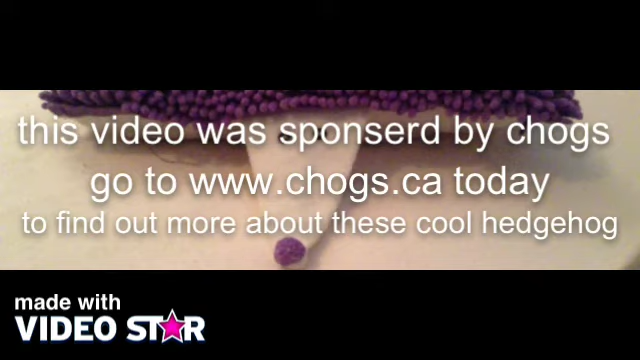 this video was sponserd by chogs
go to www.chogs.ca today
to find out more about these cool hedgehog
made with
VIDEO STAR